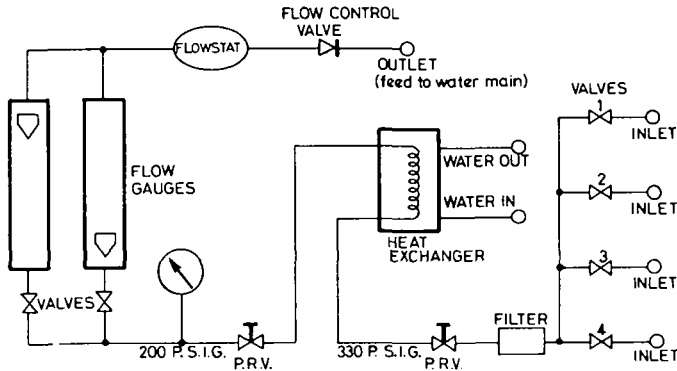 FLOW CONTROL
VALVE
FLOWSTAT
OUTLET
(feed to water main)
VALVES
1
INLET
FLOW
GAUGES
WATER OUT
2
INLET
WATER IN
HEAT
EXCHANGER
3
INLET
VALVES
FILTER
4
INLET
200 P. S.I.G.
P.R.V.
330 P. S.I.G.
P.R.V.